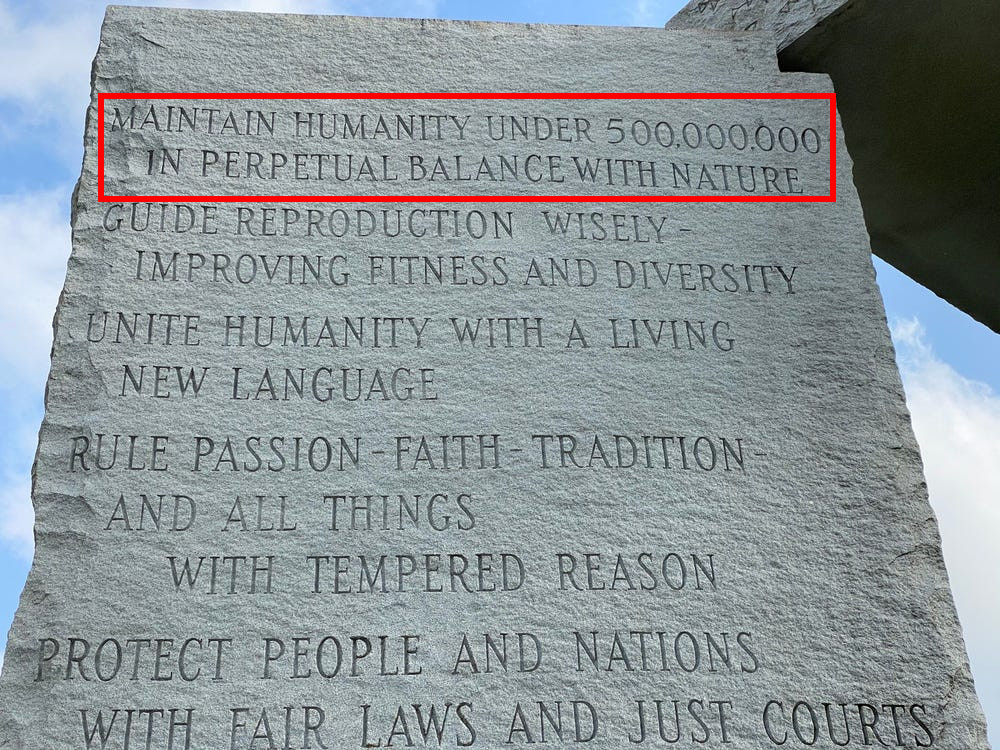 MAINTAIN HUMANITY UNDER 500,000,000
IN PERPETUAL BALANCE WITH NATURE
GUIDE REPRODUCTION WISELY -
IMPROVING FITNESS AND DIVERSITY
UNITE HUMANITY WITH A LIVING
NEW LANGUAGE
RULE PASSION - FAITH - TRADITION -
AND ALL THINGS
WITH TEMPERED REASON
PROTECT PEOPLE AND NATIONS
WITH FAIR LAWS AND JUST COURTS